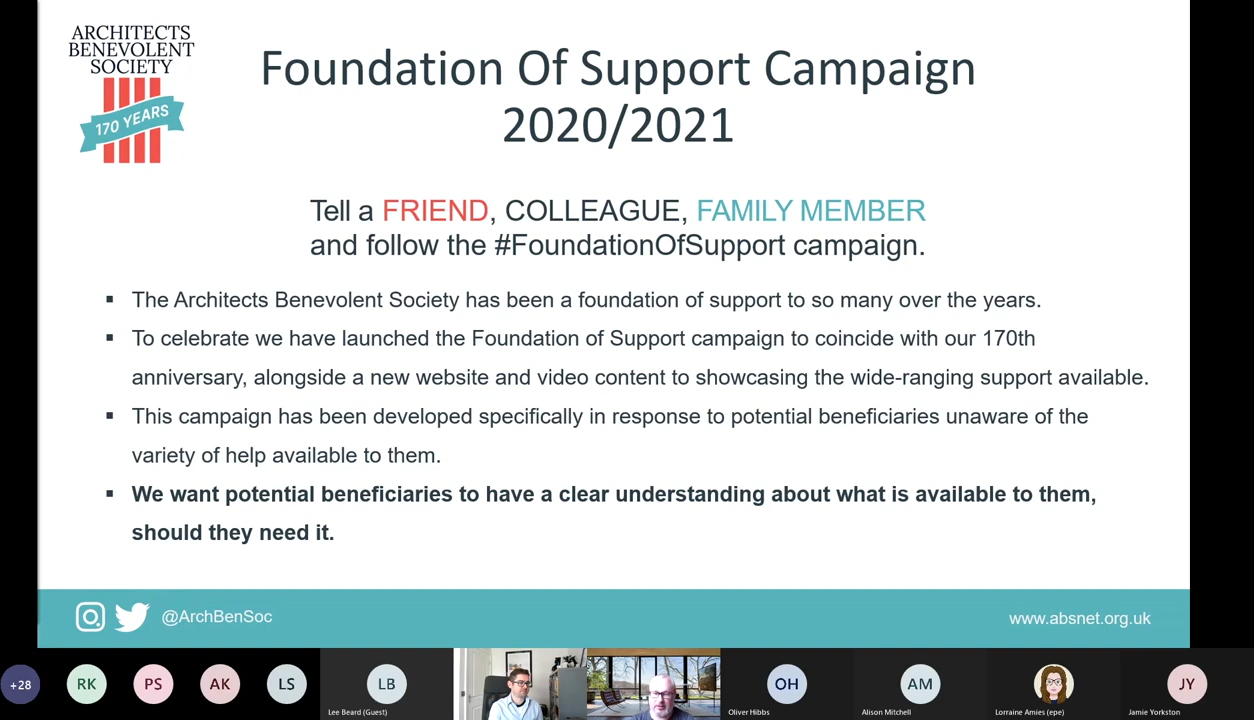 ARCHITECTS
BENEVOLENT
SOCIETY
170 YEARS
Foundation Of Support Campaign
2020/2021
Tell a FRIEND, COLLEAGUE, FAMILY MEMBER
and follow the #FoundationOfSupport campaign.
▪ The Architects Benevolent Society has been a foundation of support to so many over the years.
▪ To celebrate we have launched the Foundation of Support campaign to coincide with our 170th
anniversary, alongside a new website and video content to showcasing the wide-ranging support available.
▪ This campaign has been developed specifically in response to potential beneficiaries unaware of the
variety of help available to them.
▪ We want potential beneficiaries to have a clear understanding about what is available to them,
should they need it.
@ArchBenSoc
www.absnet.org.uk
+28
RK
PS
AK
LS
LB
Lee Beard (Guest)
OH
Oliver Hibbs
AM
Alison Mitchell
Lorraine Amies (epe)
JY
Jamie Yorkston